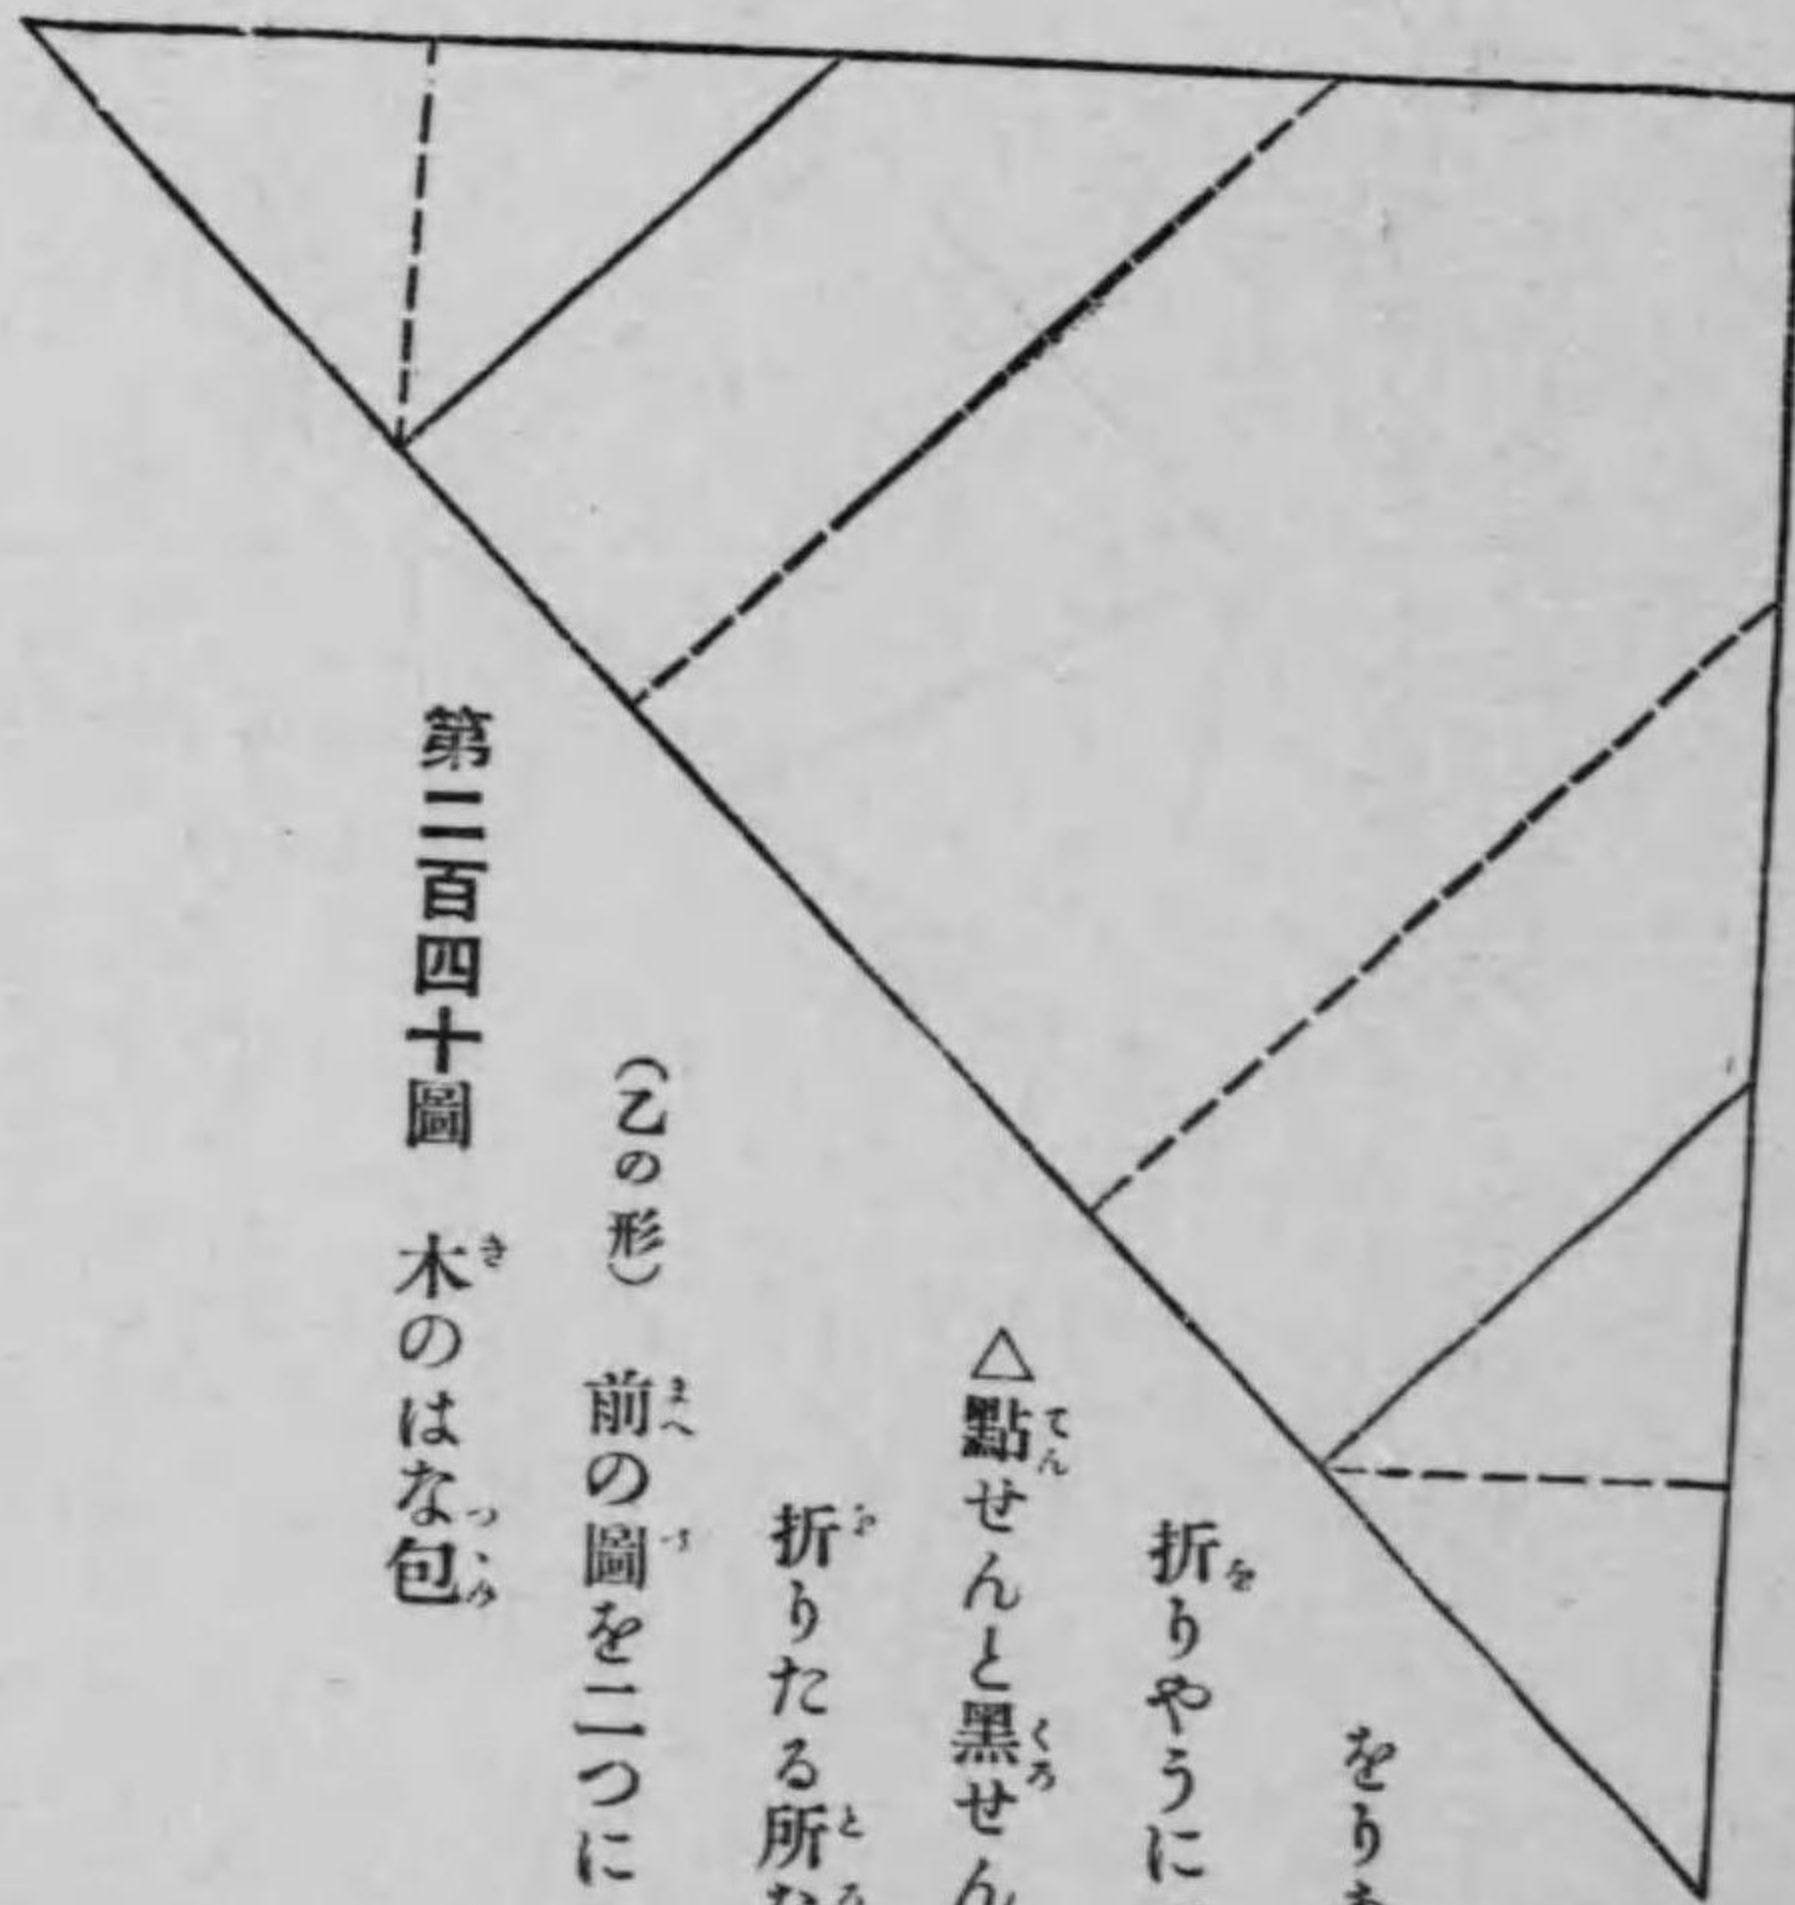 第二百四十圖　木のはな包
（乙の形）　前の圖を二つに
折りたる所
△點せんと黑せん
折りやうに
をり